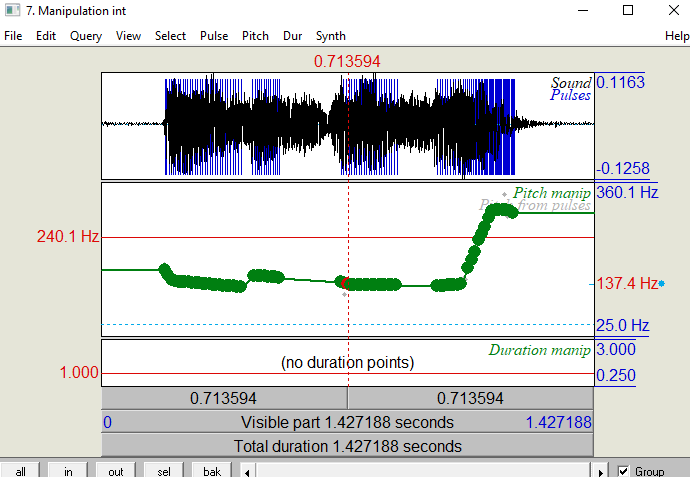 7. Manipulation int
File Edit Query View Select Pulse Pitch Dur Synth Help
0.713594
Sound 0.1163
Pulses
-0.1258
Pitch manip 360.1 Hz
Pitch from pulses
240.1 Hz
137.4 Hz
25.0 Hz
Duration manip 3.000
(no duration points)
1.000 0.250
0.713594 0.713594
0 Visible part 1.427188 seconds 1.427188
Total duration 1.427188 seconds
all in out sel bak Group